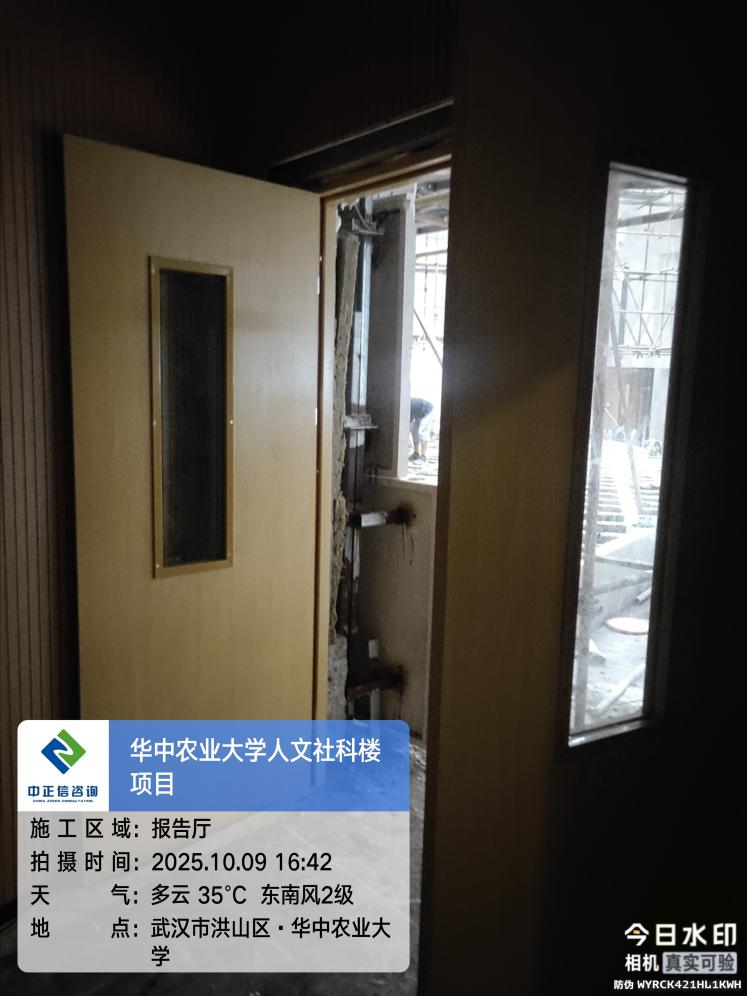 中正信咨询
CHINA ZONZIN CONSULTATION
华中农业大学人文社科楼
项目
施工区域：报告厅
拍摄时间：2025.10.09 16:42
天气：多云 35℃ 东南风2级
地点：武汉市洪山区·华中农业大
学
今日水印
相机 真实可验
防伪 WYRCK421HL1KWH